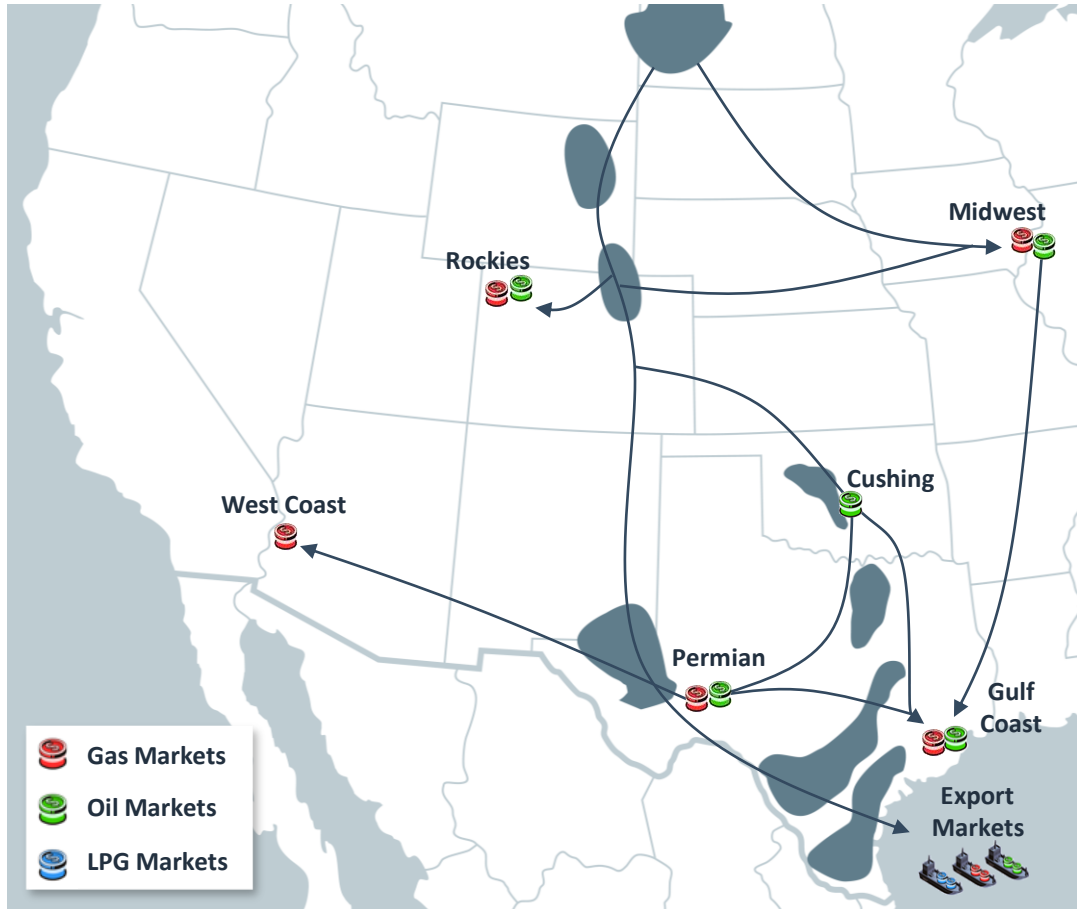 Midwest
Rockies
Cushing
West Coast
Permian
Gulf
Coast
Export
Markets
Gas Markets
Oil Markets
LPG Markets